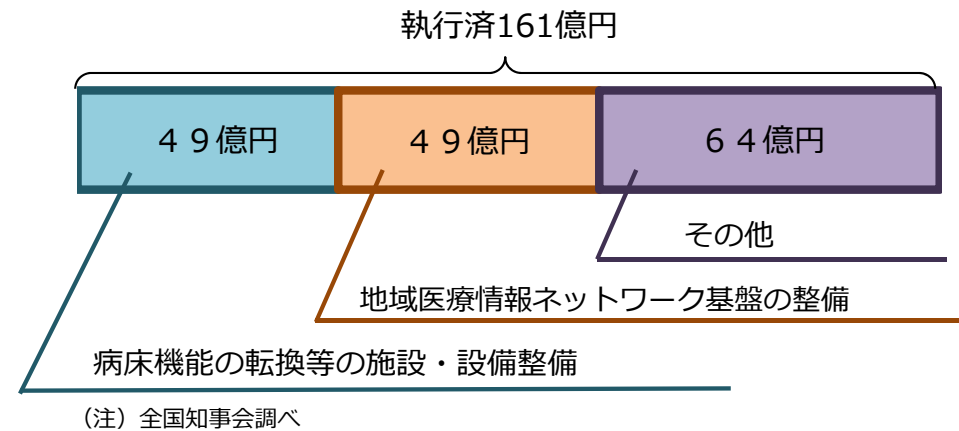 執行済161億円
４９億円
４９億円
６４億円
その他
地域医療情報ネットワーク基盤の整備
病床機能の転換等の施設・設備整備
（注）全国知事会調べ